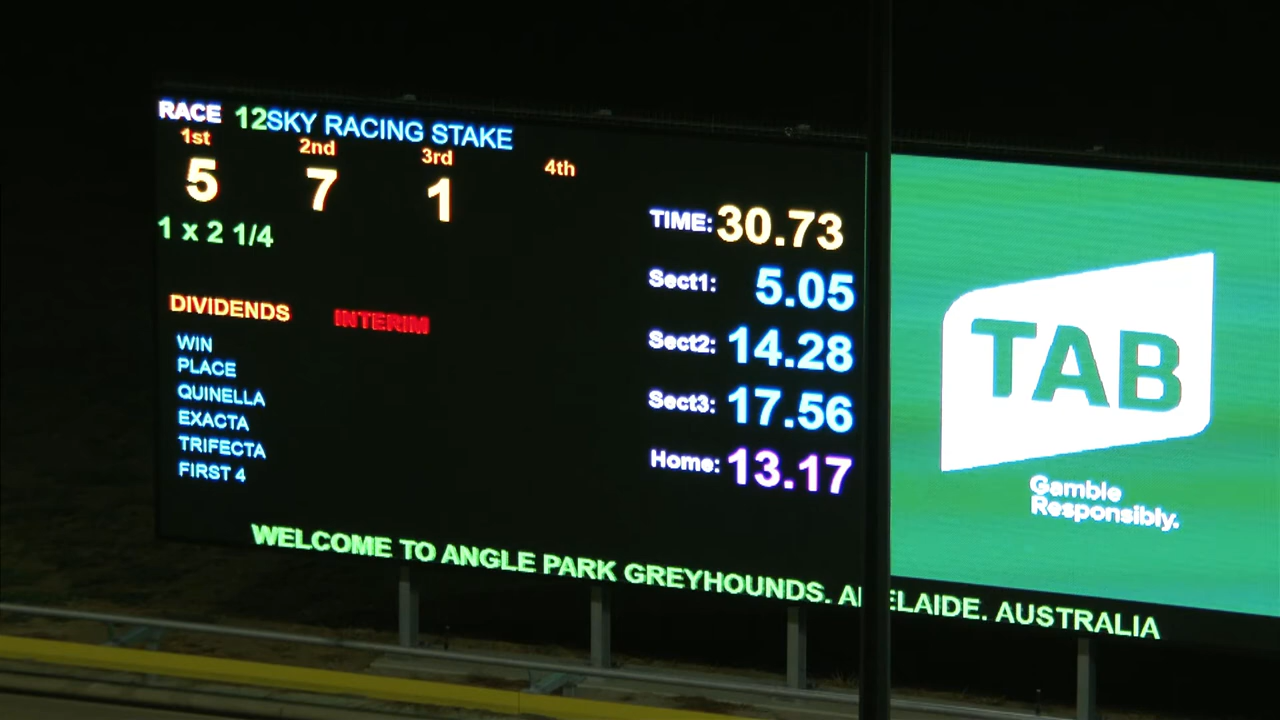 RACE 12SKY RACING STAKE
1st 2nd 3rd 4th
5 7 1
1 x 2 1/4
TIME: 30.73
Sect1: 5.05
Sect2: 14.28
Sect3: 17.56
Home: 13.17
DIVIDENDS INTERIM
WIN
PLACE
QUINELLA
EXACTA
TRIFECTA
FIRST 4
WELCOME TO ANGLE PARK GREYHOUNDS. ADELAIDE. AUSTRALIA
TAB
Gamble
Responsibly.